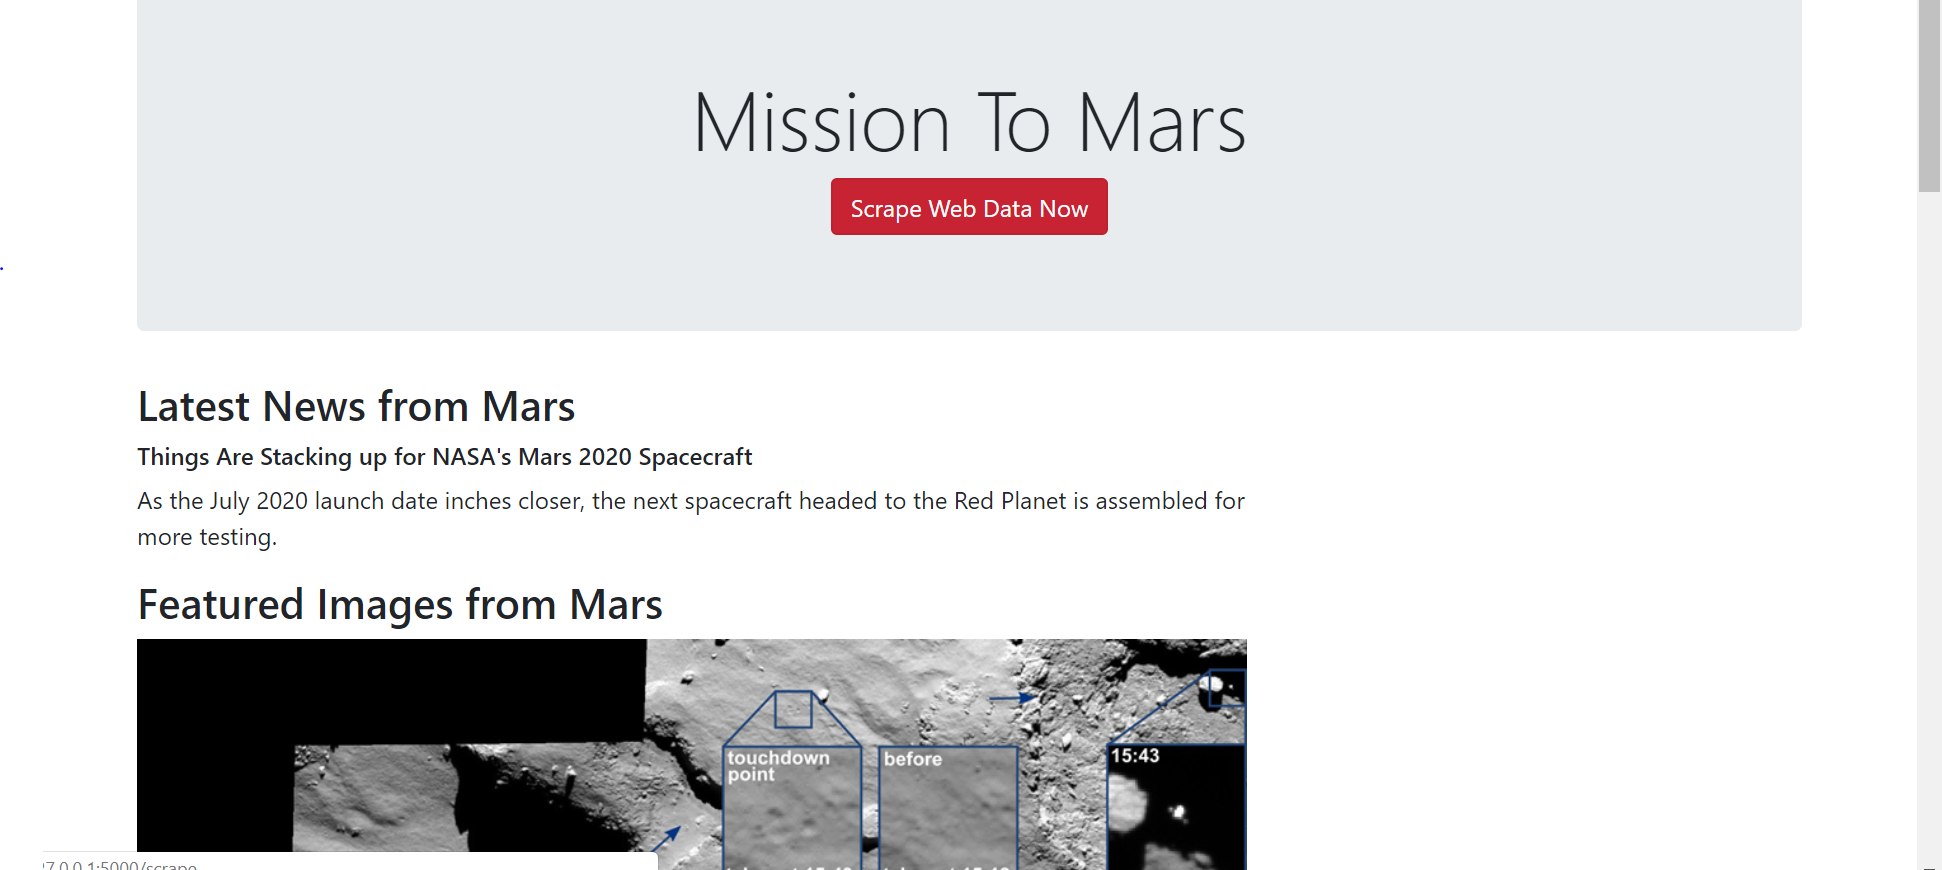 Mission To Mars
Scrape Web Data Now
Latest News from Mars
Things Are Stacking up for NASA's Mars 2020 Spacecraft
As the July 2020 launch date inches closer, the next spacecraft headed to the Red Planet is assembled for
more testing.
Featured Images from Mars
touchdown
point
before
15:43
27.0.0.1:5000/scrape